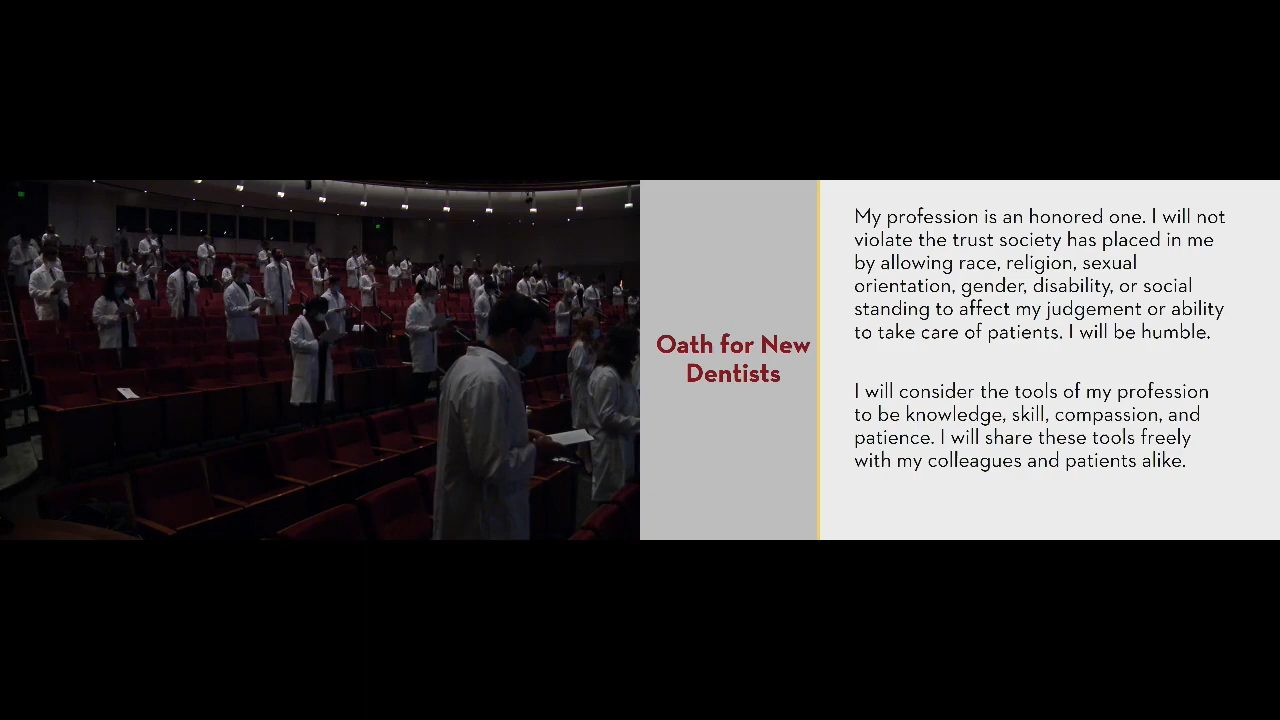 Oath for New
Dentists
My profession is an honored one. I will not
violate the trust society has placed in me
by allowing race, religion, sexual
orientation, gender, disability, or social
standing to affect my judgement or ability
to take care of patients. I will be humble.
I will consider the tools of my profession
to be knowledge, skill, compassion, and
patience. I will share these tools freely
with my colleagues and patients alike.